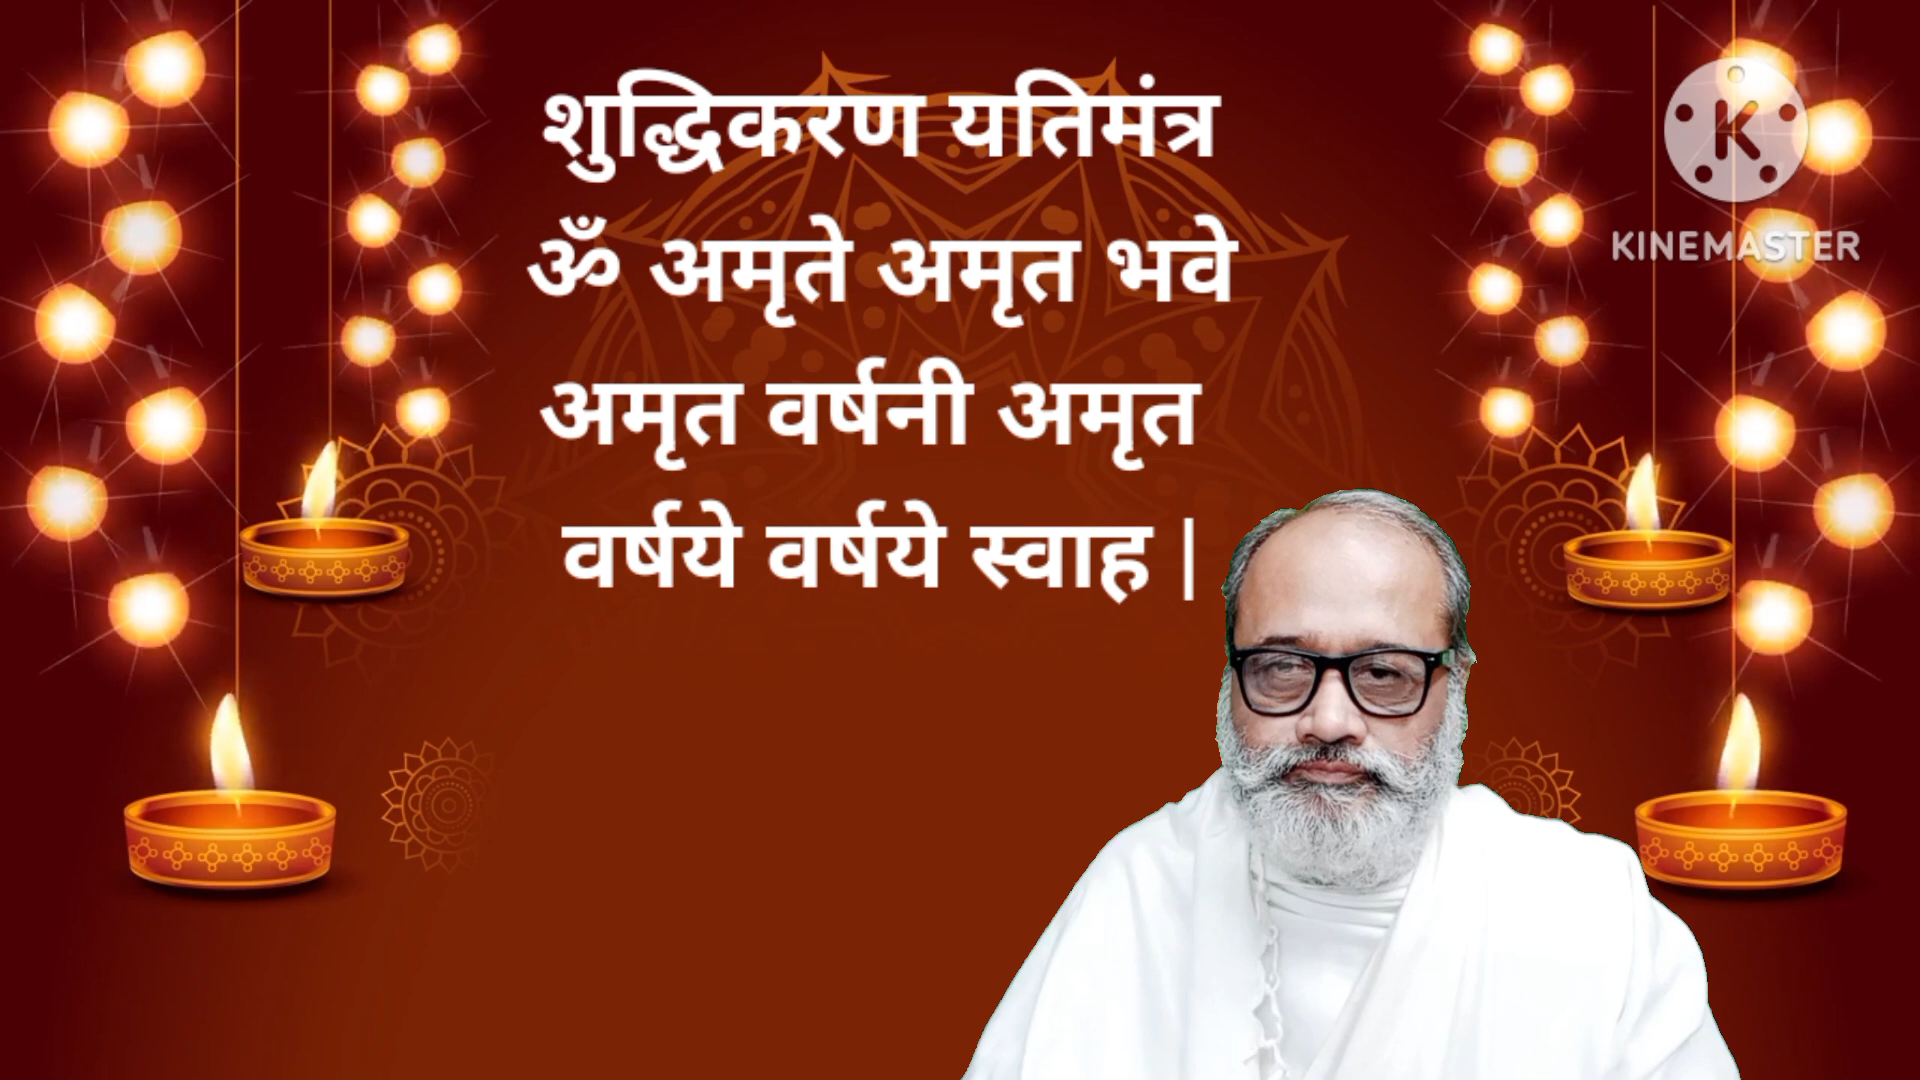 शुद्धिकरण यतिमंत्र
ॐ अमृते अमृत भवे
अमृत वर्षनी अमृत
वर्षये वर्षये स्वाह |
K
KINEMASTER